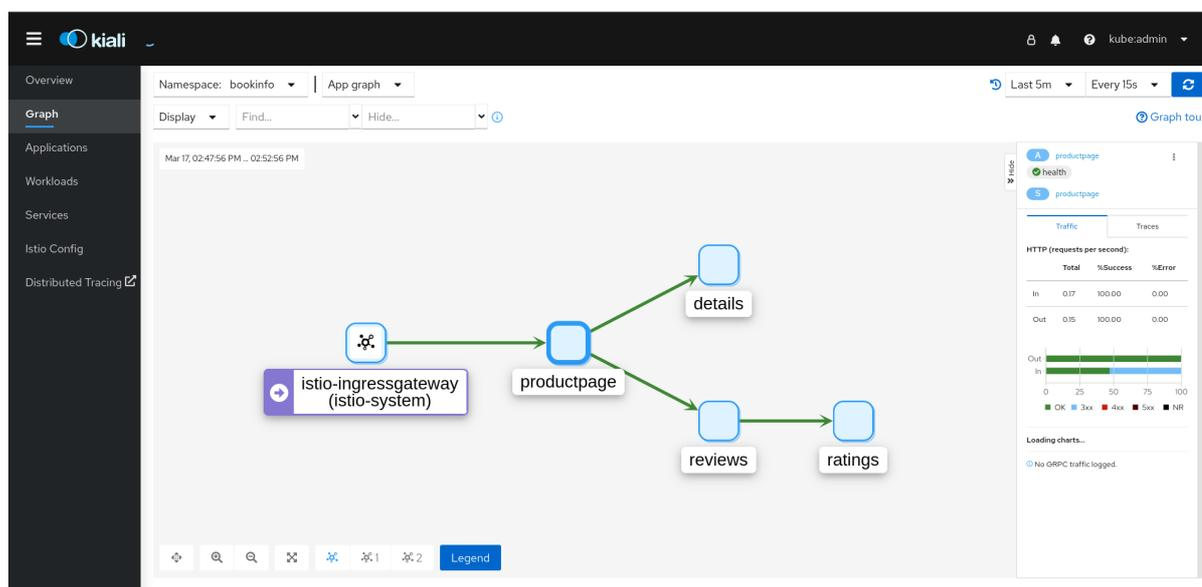 kiali
kube:admin
Overview
Graph
Applications
Workloads
Services
Istio Config
Distributed Tracing
Namespace: bookinfo
App graph
Last 5m
Every 15s
Display
Find...
Hide...
Graph tou
Mar 17, 02:47:56 PM ... 02:52:56 PM
Hide
details
istio-ingressgateway
(istio-system)
productpage
reviews
ratings
1
2
Legend
A productpage
health
S productpage
Traffic Traces
HTTP (requests per second):
Total %Success %Error
In 0.17 100.00 0.00
Out 0.15 100.00 0.00
Out
In
0 25 50 75 100
OK 3xx 4xx 5xx NR
Loading charts...
No GRPC traffic logged.